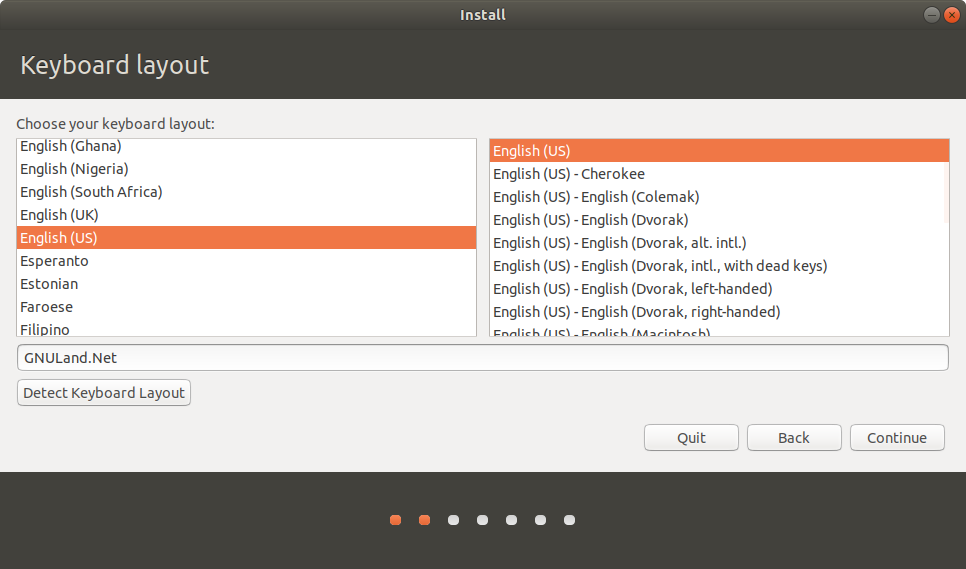 Install
Keyboard layout
Choose your keyboard layout:
English (Ghana)
English (Nigeria)
English (South Africa)
English (UK)
English (US)
Esperanto
Estonian
Faroese
Filipino
English (US)
English (US) - Cherokee
English (US) - English (Colemak)
English (US) - English (Dvorak)
English (US) - English (Dvorak, alt. intl.)
English (US) - English (Dvorak, intl., with dead keys)
English (US) - English (Dvorak, left-handed)
English (US) - English (Dvorak, right-handed)
English (US) - English (Macintosh)
GNULand.Net
Detect Keyboard Layout
Quit Back Continue